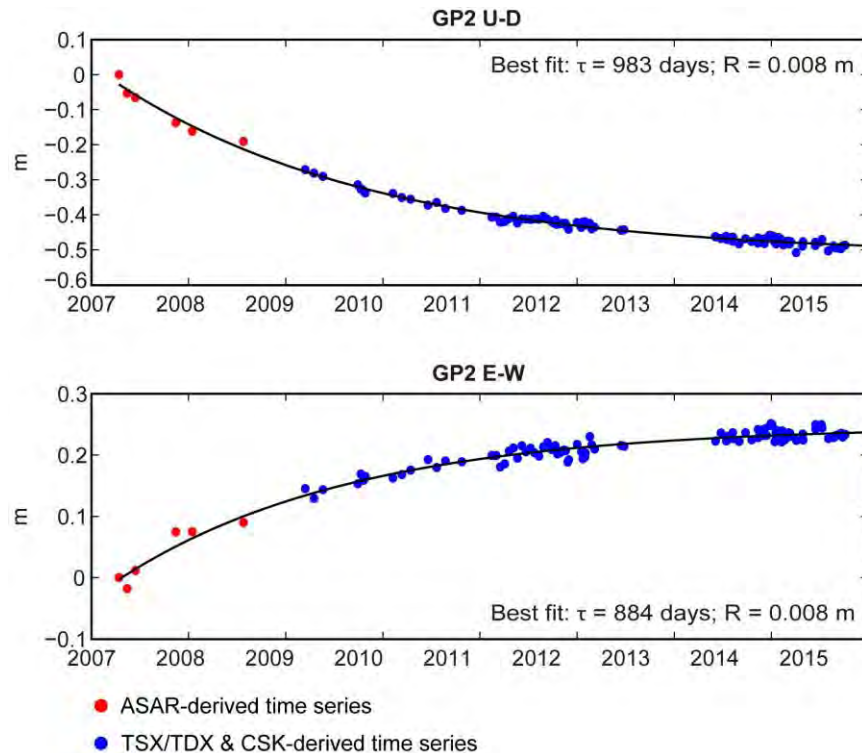 GP2 U-D
0.1
0
−0.1
−0.2
−0.3
−0.4
−0.5
−0.6
m
Best fit: τ = 983 days; R = 0.008 m
2007 2008 2009 2010 2011 2012 2013 2014 2015
GP2 E-W
0.3
0.2
0.1
0
−0.1
m
Best fit: τ = 884 days; R = 0.008 m
2007 2008 2009 2010 2011 2012 2013 2014 2015
ASAR-derived time series
TSX/TDX & CSK-derived time series